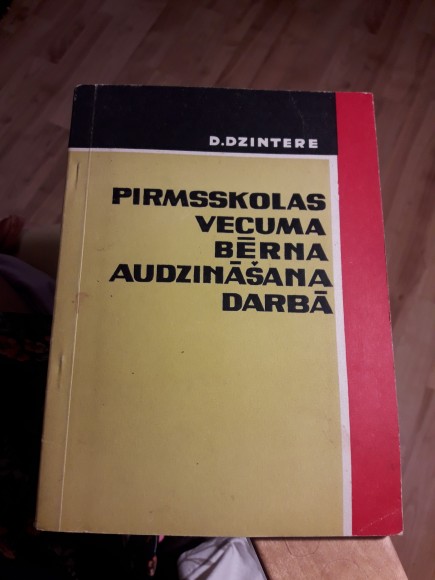 D.DZINTERE
PIRMSSKOLAS
VECUMA
BĒRNA
AUDZINĀŠANA
DARBĀ